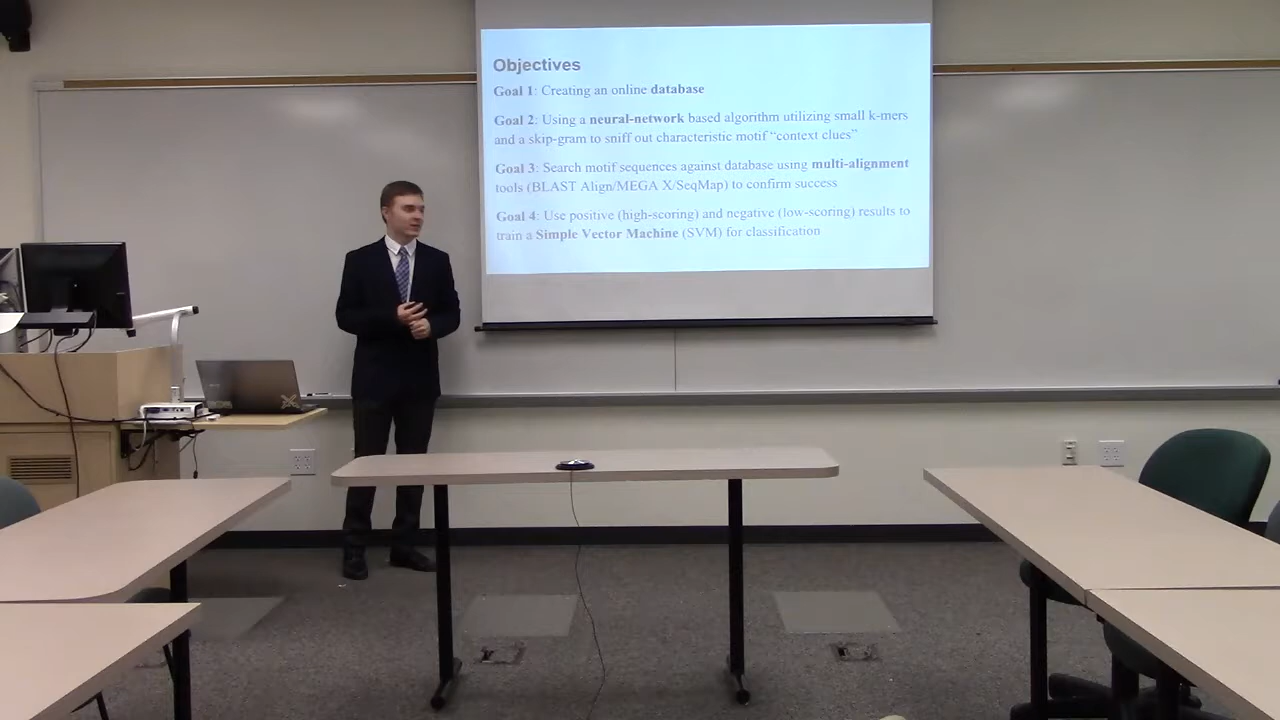 Objectives
Goal 1: Creating an online database
Goal 2: Using a neural-network based algorithm utilizing small k-mers
and a skip-gram to sniff out characteristic motif “context clues”
Goal 3: Search motif sequences against database using multi-alignment
tools (BLAST Align/MEGA X/SeqMap) to confirm success
Goal 4: Use positive (high-scoring) and negative (low-scoring) results to
train a Simple Vector Machine (SVM) for classification